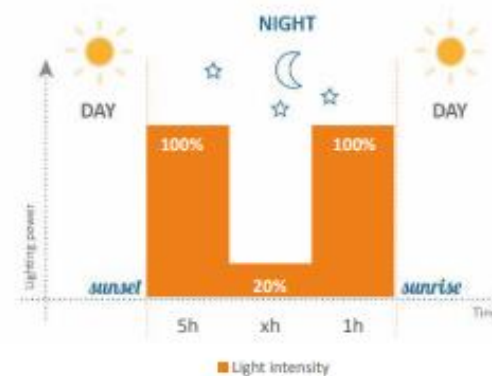 NIGHT
DAY
DAY
100%
100%
Lighting power
sunset
20%
sunrise
5h
xh
1h
Light intensity